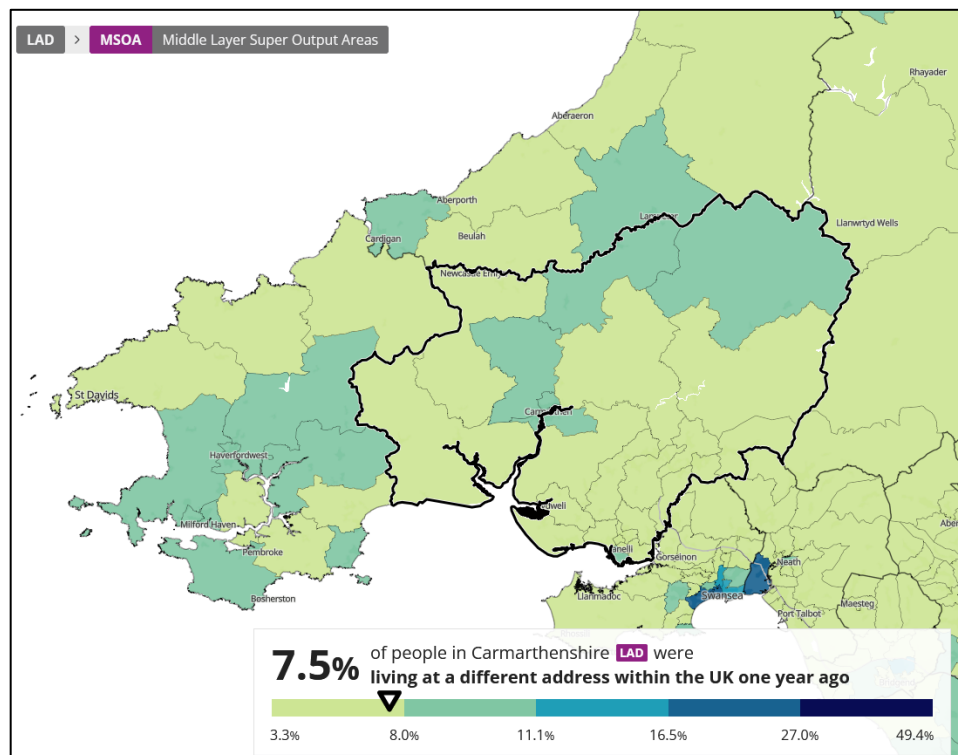 LAD > MSOA Middle Layer Super Output Areas
Rhayader
Aberaeron
Aberporth
Cardigan
Beulah
Llanwrtyd Wells
St Davids
Haverfordwest
Milford Haven
Pembroke
Bosherston
Gorseinon
Neath
Llanmadoc
Swansea
Port Talbot
Maesteg
7.5% of people in Carmarthenshire LAD were
living at a different address within the UK one year ago
3.3% 8.0% 11.1% 16.5% 27.0% 49.4%